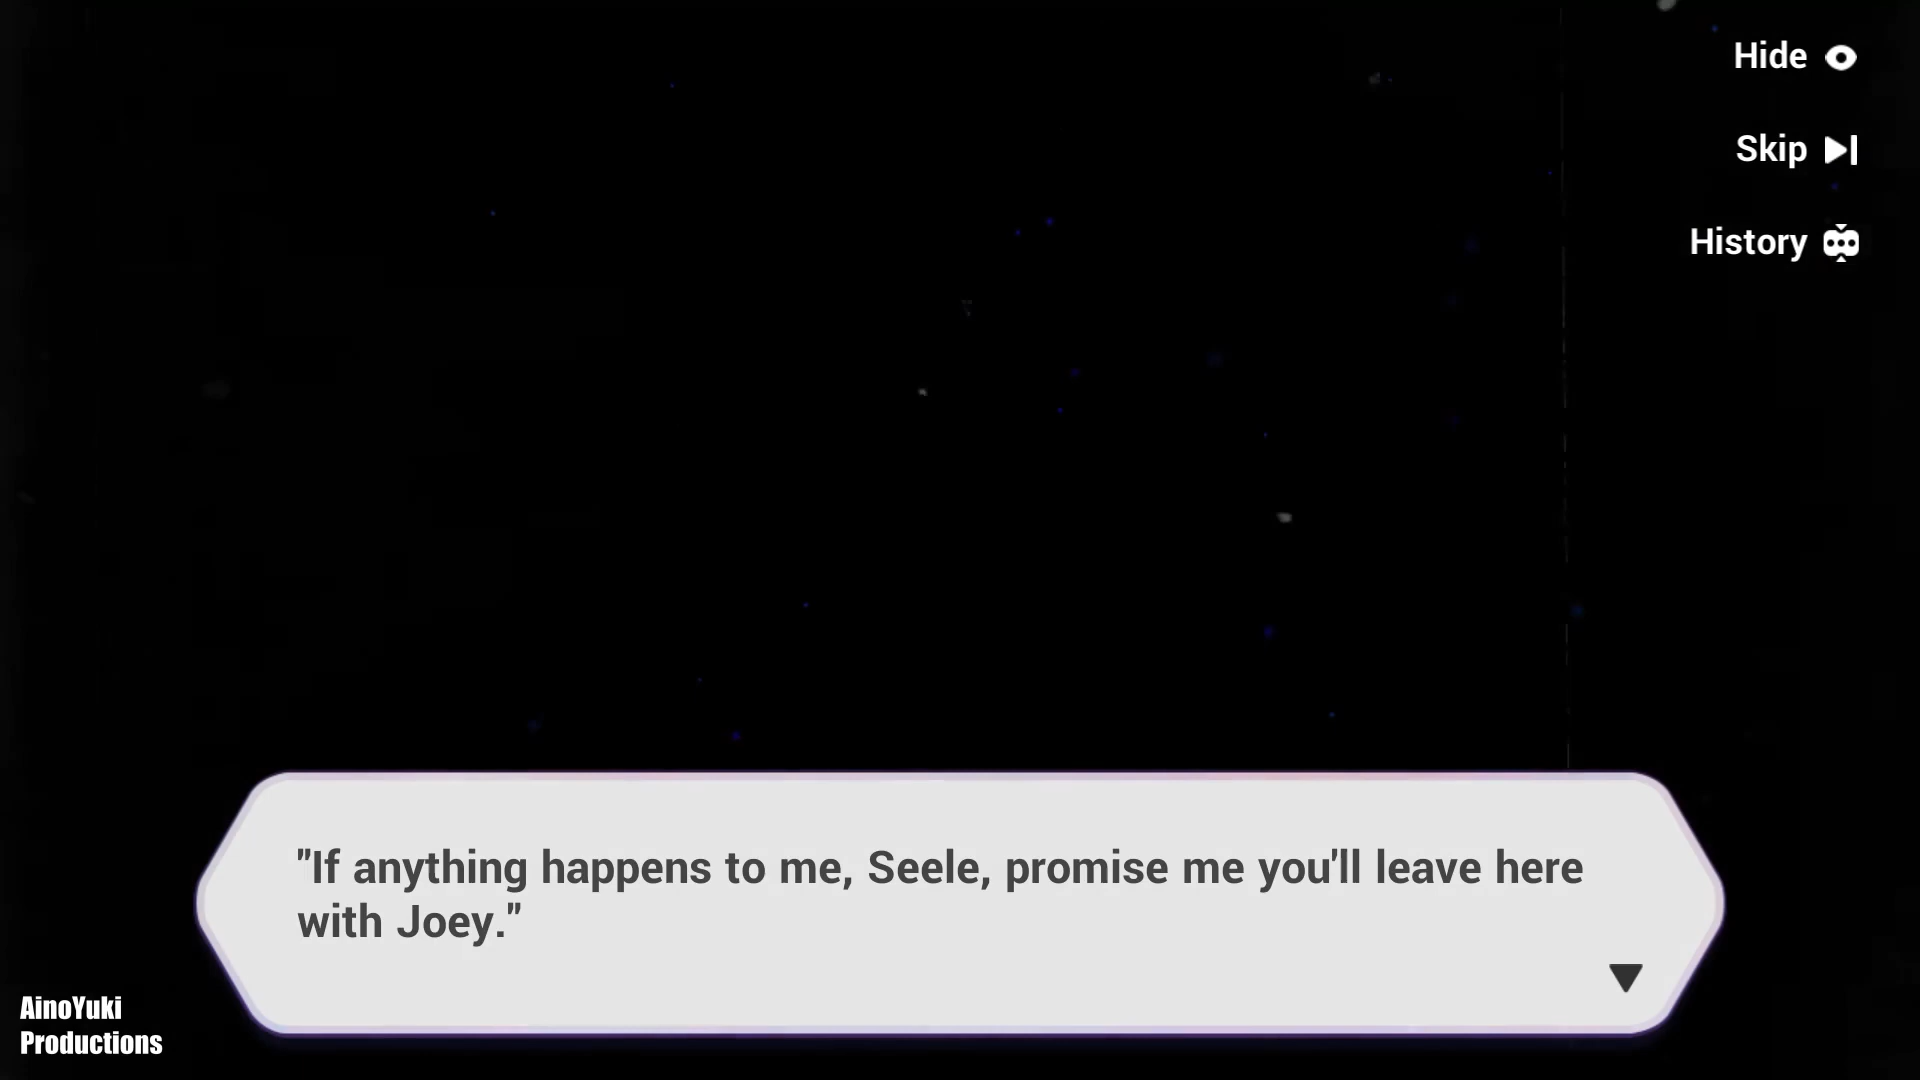 Hide
Skip
History
"If anything happens to me, Seele, promise me you'll leave here
with Joey."
AinoYuki
Productions